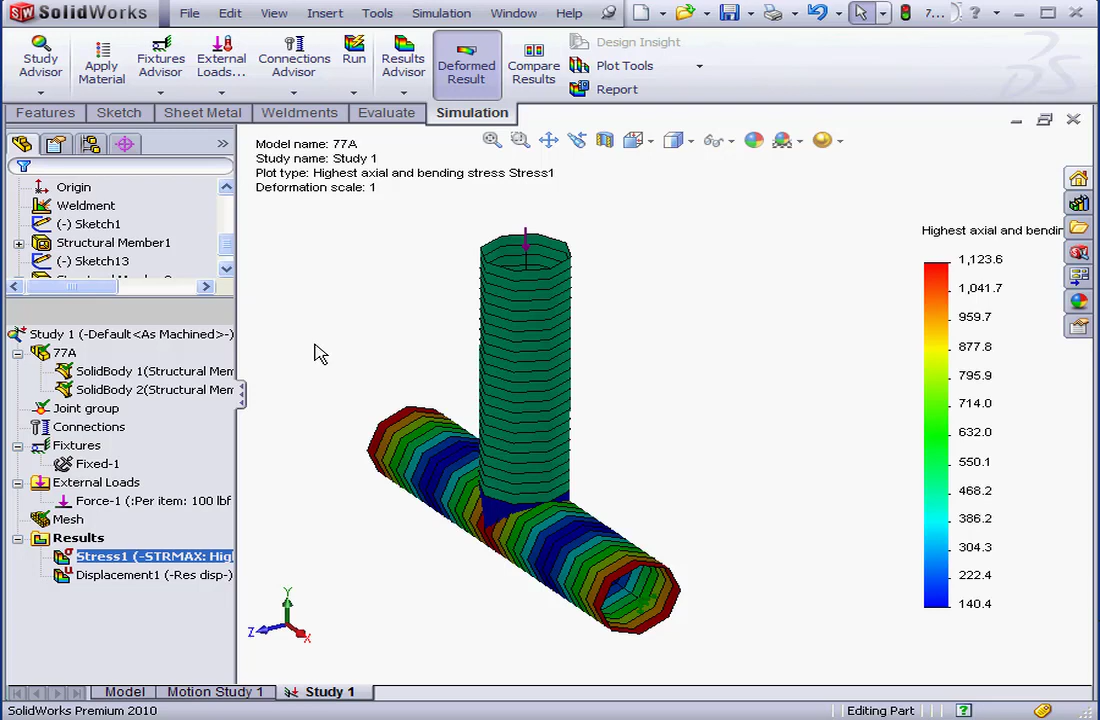 SolidWorks File Edit View Insert Tools Simulation Window Help 7... ?
Study Advisor
Apply Material
Fixtures Advisor
External Loads...
Connections Advisor
Run
Results Advisor
Deformed Result
Compare Results
Design Insight
Plot Tools
Report
Features Sketch Sheet Metal Weldments Evaluate Simulation
Origin
Weldment
(-) Sketch1
Structural Member1
(-) Sketch13
Study 1 (-Default<As Machined>-)
77A
SolidBody 1(Structural Mem
SolidBody 2(Structural Mem
Joint group
Connections
Fixtures
Fixed-1
External Loads
Force-1 (:Per item: 100 lbf
Mesh
Results
Stress1 (-STRMAX: Hig
Displacement1 (-Res disp-)
Model name: 77A
Study name: Study 1
Plot type: Highest axial and bending stress Stress1
Deformation scale: 1
Highest axial and bendin
1,123.6
1,041.7
959.7
877.8
795.9
714.0
632.0
550.1
468.2
386.2
304.3
222.4
140.4
Y
Z
X
Model Motion Study 1 Study 1
SolidWorks Premium 2010 Editing Part ?